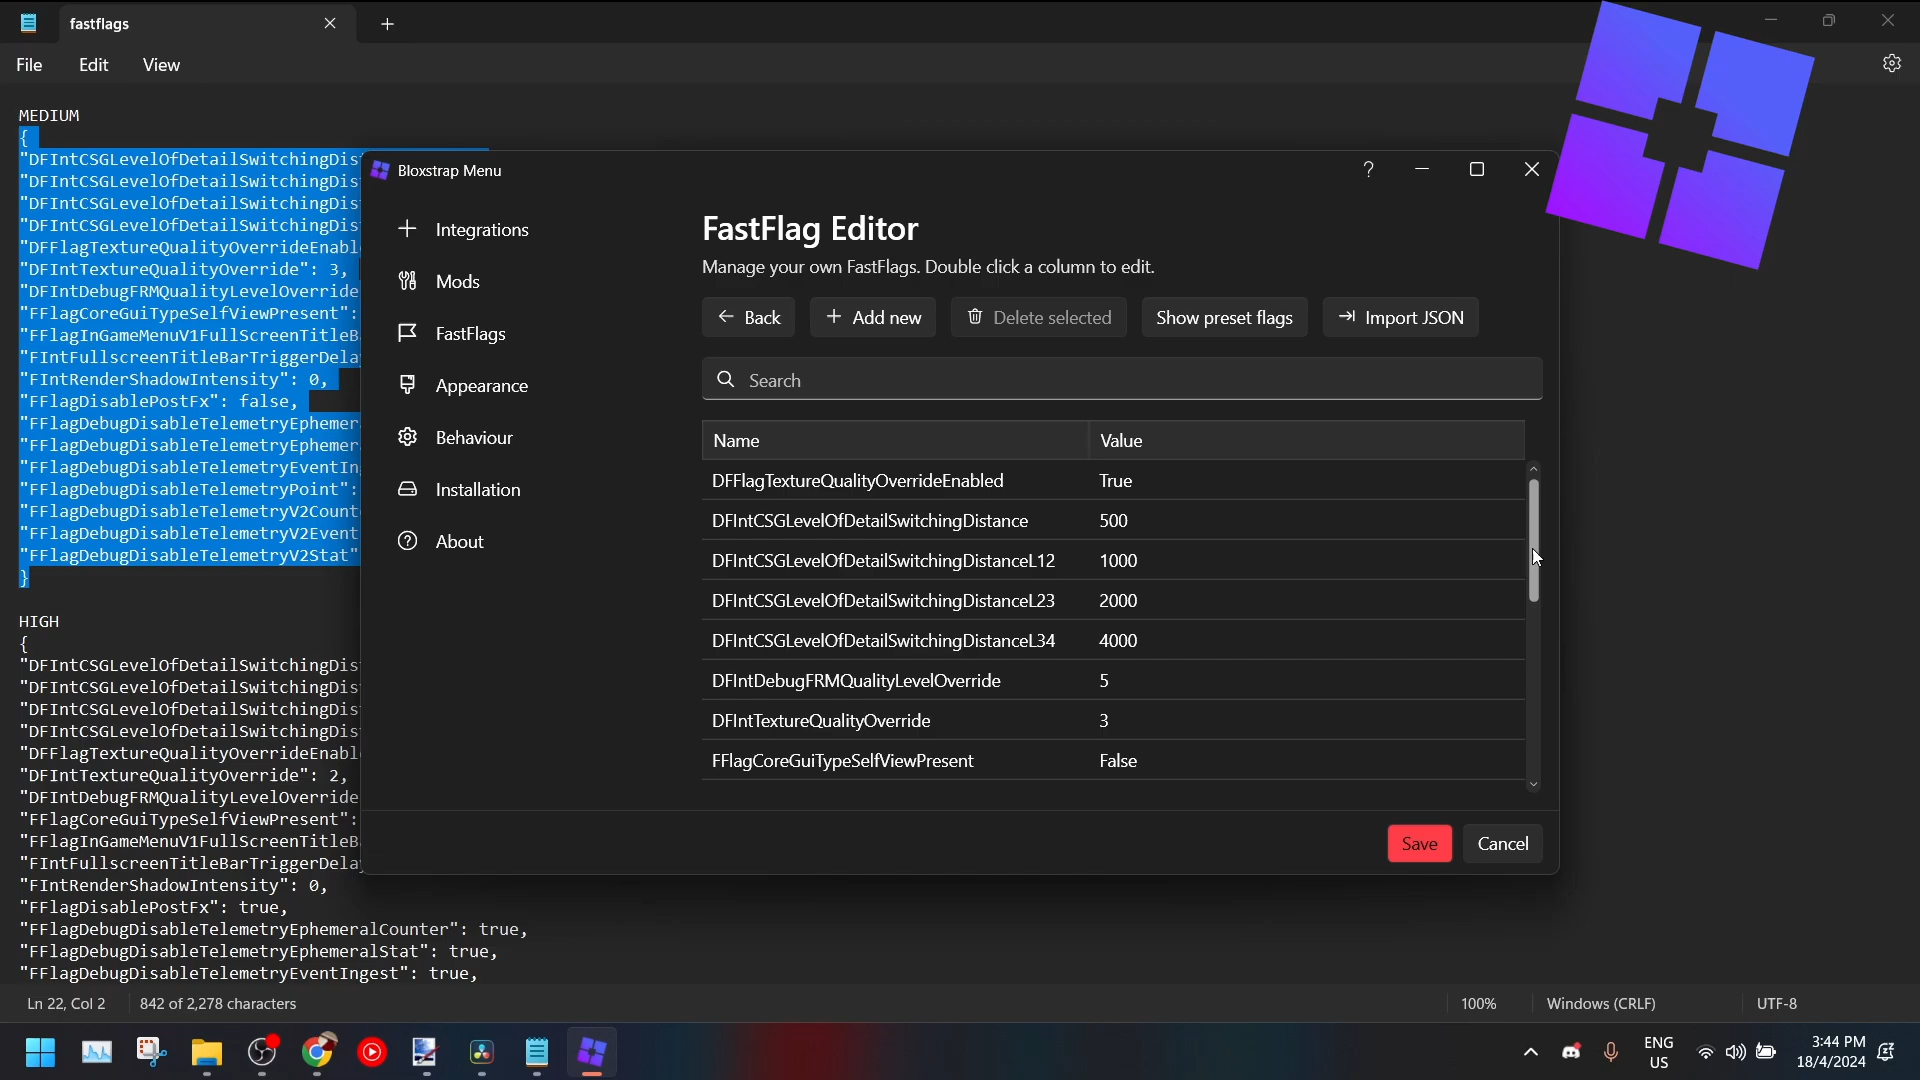 fastflags
File Edit View
MEDIUM
{
"DFIntCSGLevelOfDetailSwitchingDis
"DFIntCSGLevelOfDetailSwitchingDis
"DFIntCSGLevelOfDetailSwitchingDis
"DFIntCSGLevelOfDetailSwitchingDis
"DFFlagTextureQualityOverrideEnabl
"DFIntTextureQualityOverride": 3,
"DFIntDebugFRMQualityLevelOverride
"FFlagCoreGuiTypeSelfViewPresent":
"FFlagInGameMenuV1FullScreenTitleB
"FIntFullscreenTitleBarTriggerDela
"FIntRenderShadowIntensity": 0,
"FFlagDisablePostFx": false,
"FFlagDebugDisableTelemetryEphemer
"FFlagDebugDisableTelemetryEphemer
"FFlagDebugDisableTelemetryEventIn
"FFlagDebugDisableTelemetryPoint":
"FFlagDebugDisableTelemetryV2Count
"FFlagDebugDisableTelemetryV2Event
"FFlagDebugDisableTelemetryV2Stat"
}
HIGH
{
"DFIntCSGLevelOfDetailSwitchingDis
"DFIntCSGLevelOfDetailSwitchingDis
"DFIntCSGLevelOfDetailSwitchingDis
"DFIntCSGLevelOfDetailSwitchingDis
"DFFlagTextureQualityOverrideEnabl
"DFIntTextureQualityOverride": 2,
"DFIntDebugFRMQualityLevelOverride
"FFlagCoreGuiTypeSelfViewPresent":
"FFlagInGameMenuV1FullScreenTitleB
"FIntFullscreenTitleBarTriggerDela
"FIntRenderShadowIntensity": 0,
"FFlagDisablePostFx": true,
"FFlagDebugDisableTelemetryEphemeralCounter": true,
"FFlagDebugDisableTelemetryEphemeralStat": true,
"FFlagDebugDisableTelemetryEventIngest": true,
Bloxstrap Menu
Integrations
Mods
FastFlags
Appearance
Behaviour
Installation
About
FastFlag Editor
Manage your own FastFlags. Double click a column to edit.
Back Add new Delete selected Show preset flags Import JSON
Search
Name Value
DFFlagTextureQualityOverrideEnabled True
DFIntCSGLevelOfDetailSwitchingDistance 500
DFIntCSGLevelOfDetailSwitchingDistanceL12 1000
DFIntCSGLevelOfDetailSwitchingDistanceL23 2000
DFIntCSGLevelOfDetailSwitchingDistanceL34 4000
DFIntDebugFRMQualityLevelOverride 5
DFIntTextureQualityOverride 3
FFlagCoreGuiTypeSelfViewPresent False
Save Cancel
Ln 22, Col 2 842 of 2,278 characters 100% Windows (CRLF) UTF-8
ENG
US
3:44 PM
18/4/2024